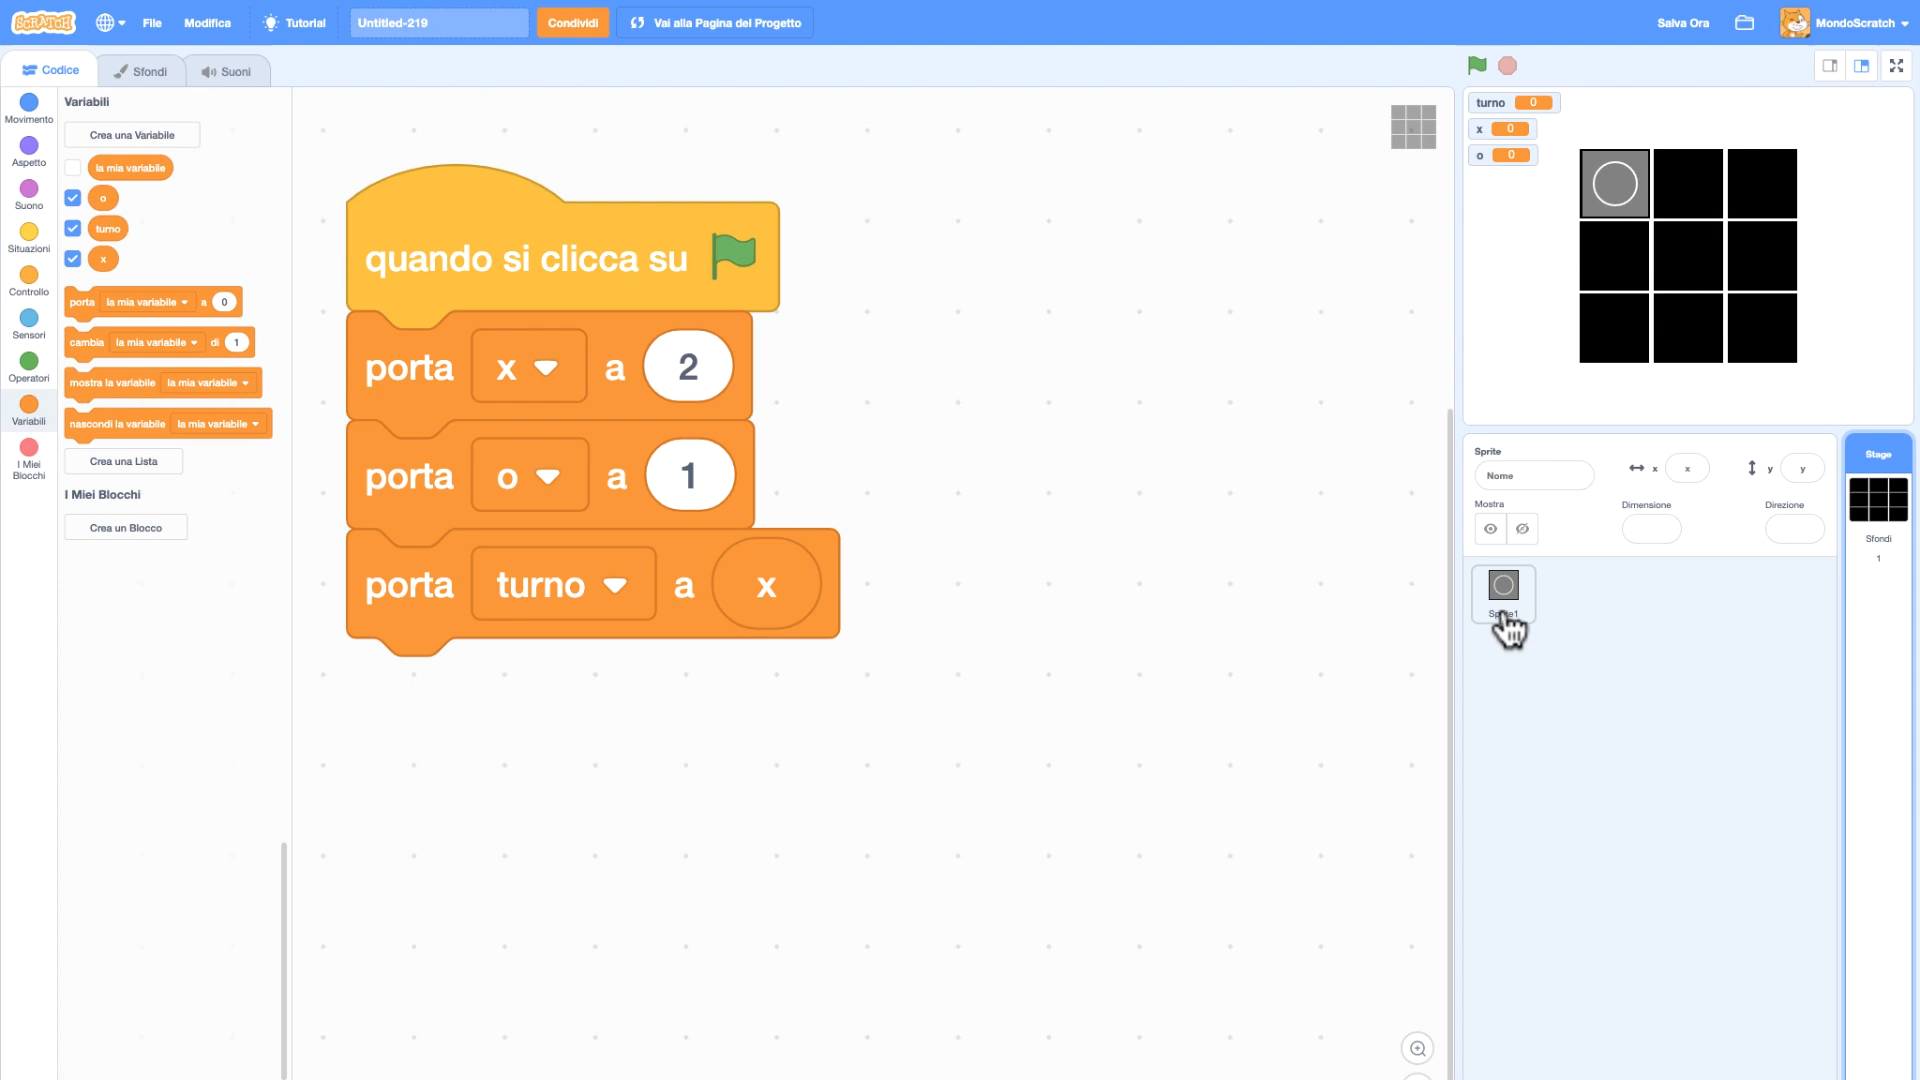 SCRATCH
File
Modifica
Tutorial
Untitled-219
Condividi
Vai alla Pagina del Progetto
Salva Ora
MondoScratch
Codice
Sfondi
Suoni
Movimento
Aspetto
Suono
Situazioni
Controllo
Sensori
Operatori
Variabili
I Miei
Blocchi
Variabili
Crea una Variabile
la mia variabile
o
turno
x
porta la mia variabile a 0
cambia la mia variabile di 1
mostra la variabile la mia variabile
nascondi la variabile la mia variabile
Crea una Lista
I Miei Blocchi
Crea un Blocco
quando si clicca su
porta x a 2
porta o a 1
porta turno a x
turno 0
x 0
o 0
Sprite
Nome
x x
y y
Mostra
Dimensione
Direzione
Sprite1
Stage
Sfondi
1